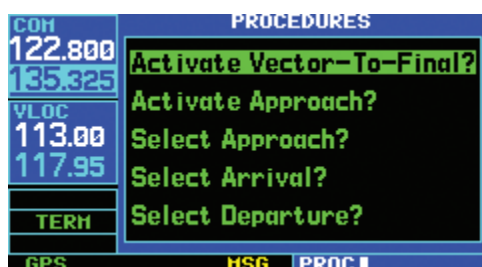 COM
122.800
135.325
VLOC
113.00
117.95
TERM
GPS
PROCEDURES
Activate Vector-To-Final?
Activate Approach?
Select Approach?
Select Arrival?
Select Departure?
MSG PROC